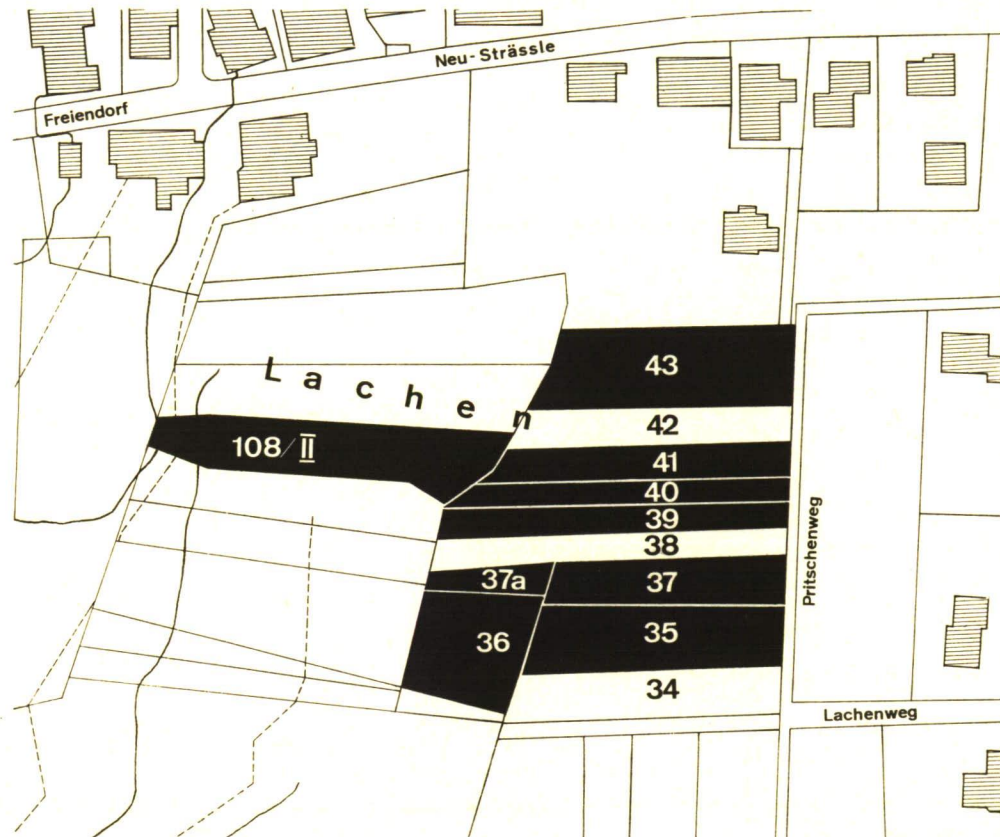 Neu-Strässle
Freiendorf
Lachen
43
42
108/II
41
40
39
38
37a
37
36
35
34
Pritschenweg
Lachenweg